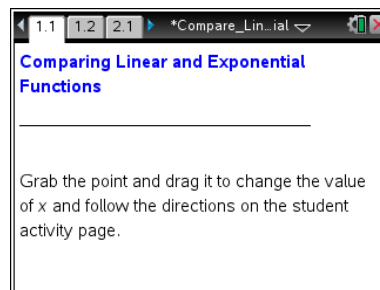 1.1 1.2 2.1 *Compare_Lin...ial
Comparing Linear and Exponential
Functions
Grab the point and drag it to change the value
of x and follow the directions on the student
activity page.